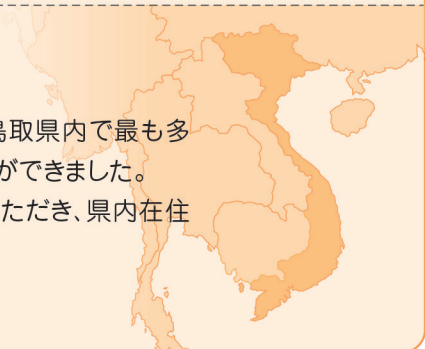 鳥取県内で最も多
ができました。
ただき、県内在住